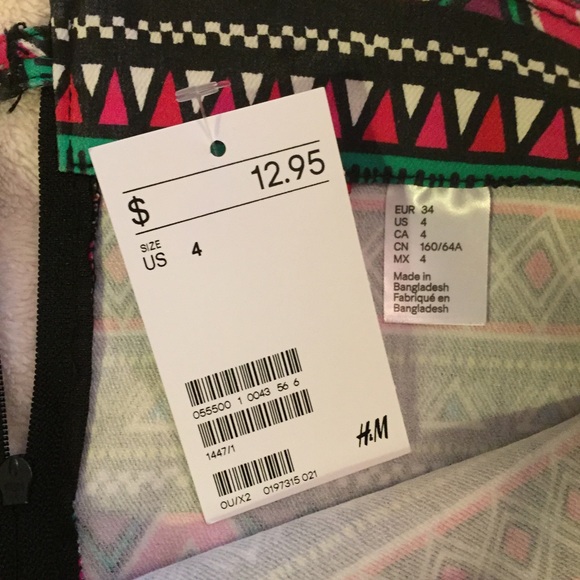 $ 12.95
SIZE
US 4
055500 1 0043 56 6
1447/1
0U/X2 0197315 021
H&M
EUR 34
US 4
CA 4
CN 160/64A
MX 4
Made in
Bangladesh
Fabriqué en
Bangladesh